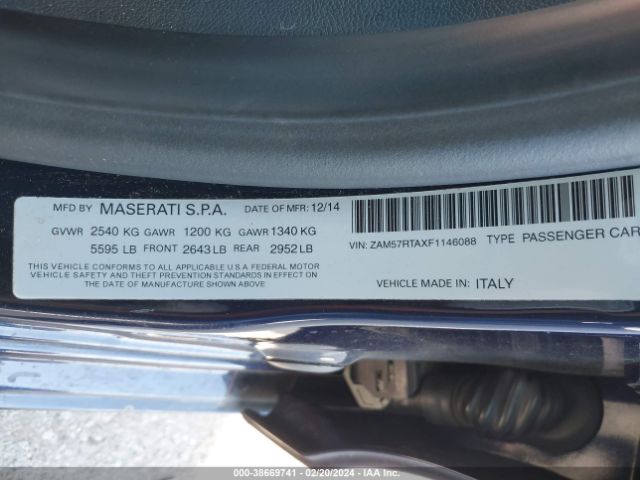 MFD BY MASERATI S.P.A. DATE OF MFR: 12/14
GVWR 2540 KG GAWR 1200 KG GAWR 1340 KG
5595 LB FRONT 2643 LB REAR 2952 LB
THIS VEHICLE CONFORMS TO ALL APPLICABLE U.S.A FEDERAL MOTOR
VEHICLE SAFETY AND THEFT PREVENTION STANDARDS IN EFFECT ON
THE DATE OF MANUFACTURE SHOWN ABOVE
VIN: ZAM57RTAXF1146088 TYPE PASSENGER CAR
VEHICLE MADE IN: ITALY
000-38669741 - 02/20/2024 - IAA Inc.